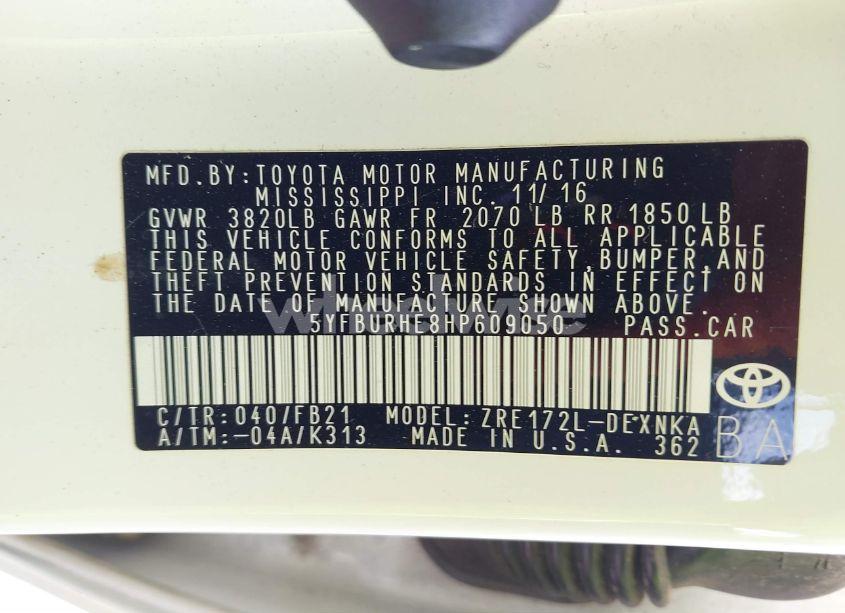 MFD. BY: TOYOTA MOTOR MANUFACTURING
MISSISSIPPI INC. 11/16
GVWR 3820LB GAWR FR 2070 LB RR 1850 LB
THIS VEHICLE CONFORMS TO ALL APPLICABLE
FEDERAL MOTOR VEHICLE SAFETY, BUMPER, AND
THEFT PREVENTION STANDARDS IN EFFECT ON
THE DATE OF MANUFACTURE SHOWN ABOVE.
5YFBURHE8HP609050 PASS. CAR
C/TR: 040/FB21 MODEL: ZRE172L-DEXNKA
A/TM: -04A/K313 MADE IN U.S.A. 362
BA